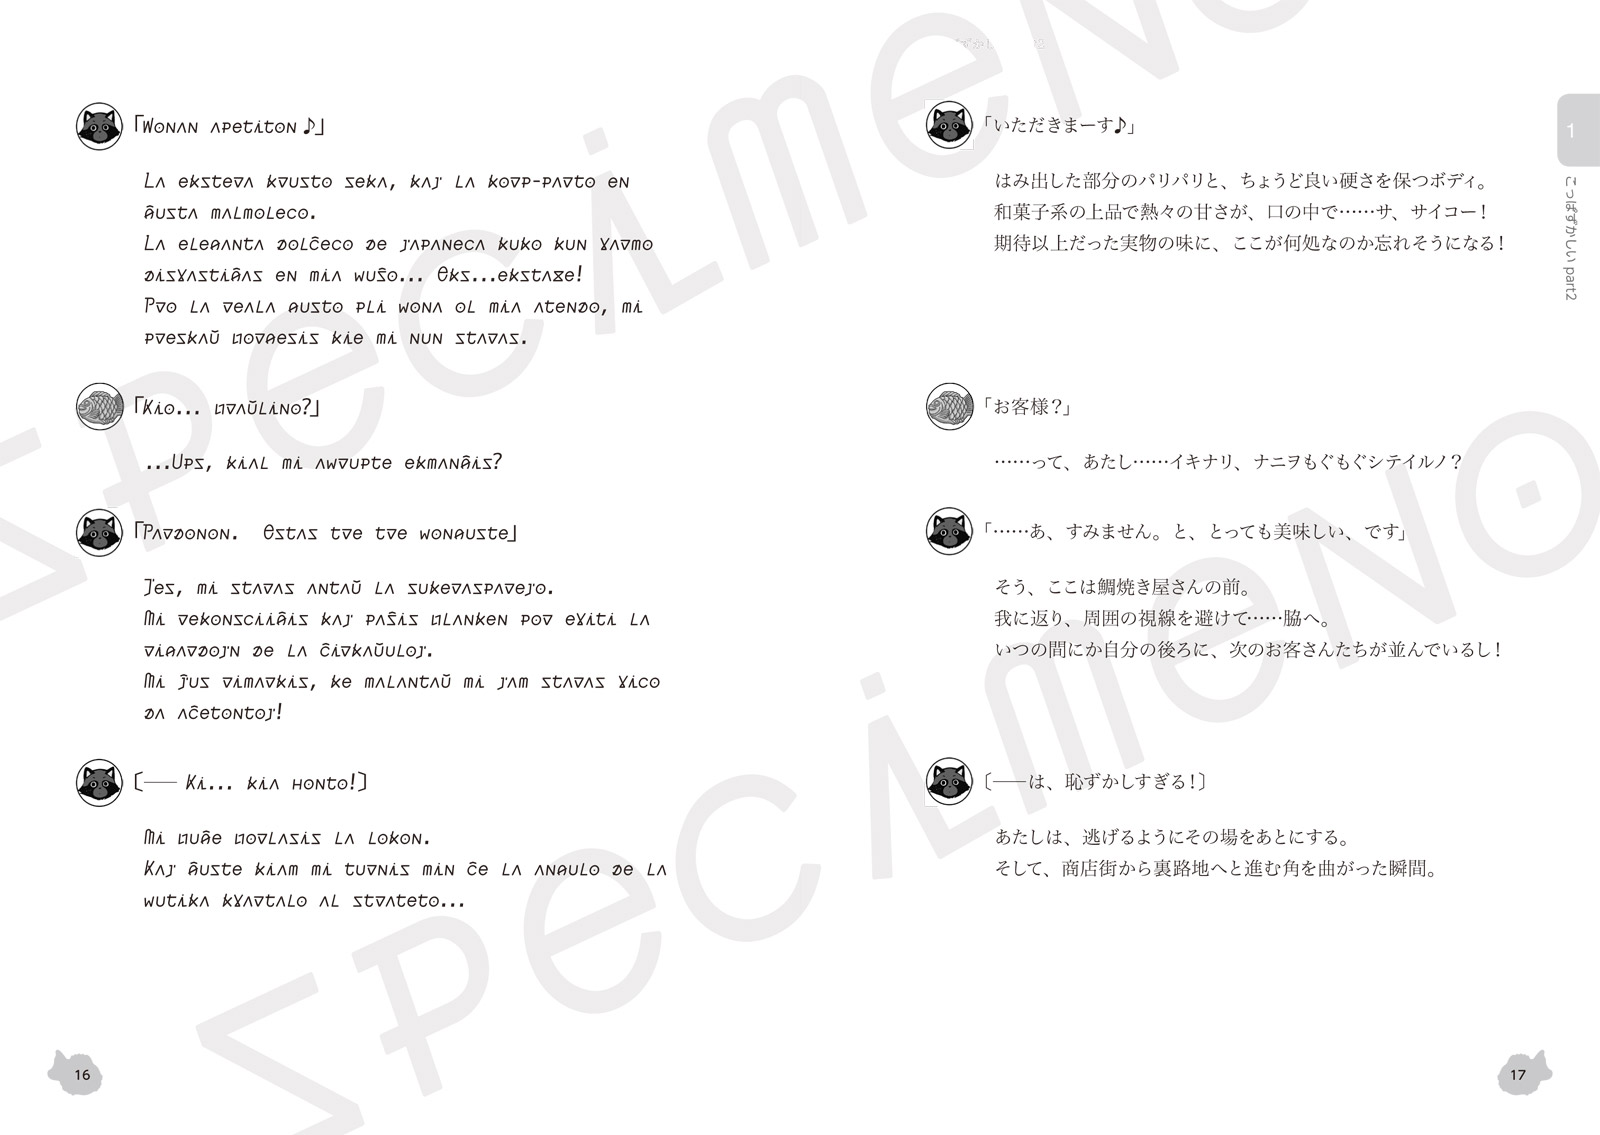 「Bonan apetiton ♪」
La ekstera krusto seka, kaj la korp-parto en
ĝusta malmoleco.
La eleganta dolĉeco de japaneca kuko kun varmo
disvastiĝas en mia buŝo... Eks...ekstaze!
Pro la reala gusto pli bona ol mia atendo, mi
preskaŭ forgesis kie mi nun staras.
「Kio... fraŭlino?」
...Ups, kial mi abrupte ekmanĝis?
「Pardonon.　Estas tre tre bonguste」
Jes, mi staras antaŭ la sukerasparejo.
Mi rekonsciiĝis kaj paŝis flanken por eviti la
rigardojn de la ĉirkaŭuloj.
Mi ĵus rimarkis, ke malantaŭ mi jam staras vico
da aĉetontoj!
〔── Ki... kia honto!〕
Mi fuĝe forlasis la lokon.
Kaj ĝuste kiam mi turnis min ĉe la angulo de la
butika kvartalo al strateto...
16
「いただきまーす♪」
はみ出した部分のパリパリと、ちょうど良い硬さを保つボディ。
和菓子系の上品で熱々の甘さが、口の中で……サ、サイコー！
期待以上だった実物の味に、ここが何処なのか忘れそうになる！
「お客様？」
……って、あたし……イキナリ、ナニヲもぐもぐシテイルノ？
「……あ、すみません。と、とっても美味しい、です」
そう、ここは鯛焼き屋さんの前。
我に返り、周囲の視線を避けて……脇へ。
いつの間にか自分の後ろに、次のお客さんたちが並んでいるし！
〔──は、恥ずかしすぎる！〕
あたしは、逃げるようにその場をあとにする。
そして、商店街から裏路地へと進む角を曲がった瞬間。
1
こっぱずかしい part2
17
Specimeno
Specimeno